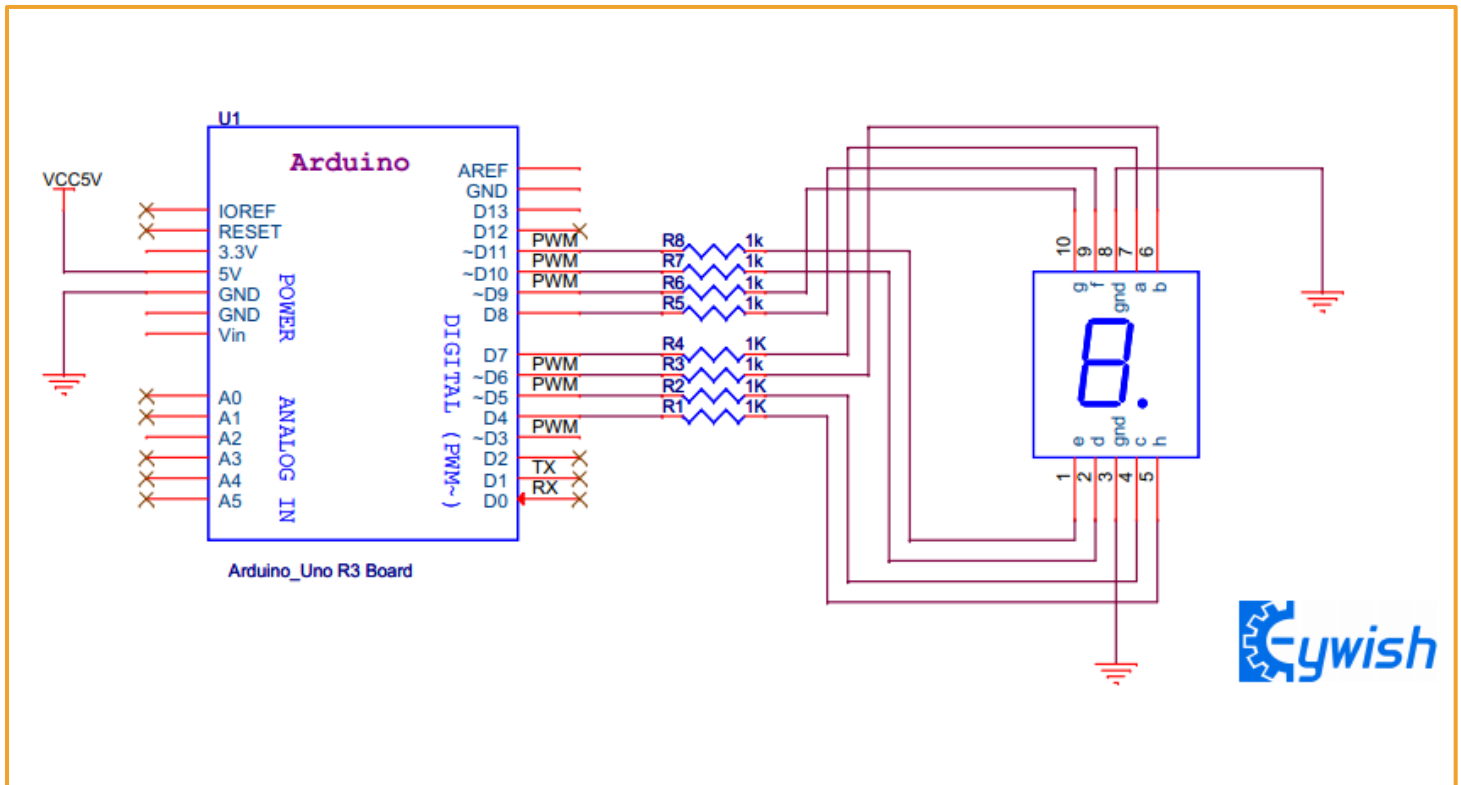 U1
Arduino
VCC5V
IOREF
RESET
3.3V
5V
GND
GND
Vin
POWER
A0
A1
A2
A3
A4
A5
ANALOG IN
AREF
GND
D13
D12
~D11
~D10
~D9
D8
D7
~D6
~D5
D4
~D3
D2
D1
D0
DIGITAL (PWM~)
PWM
PWM
PWM
PWM
PWM
PWM
TX
RX
R8 1k
R7 1k
R6 1k
R5 1k
R4 1K
R3 1k
R2 1K
R1 1K
10
9
8
7
6
g
f
gnd
a
b
e
d
gnd
c
h
1
2
3
4
5
Arduino_Uno R3 Board
Eywish